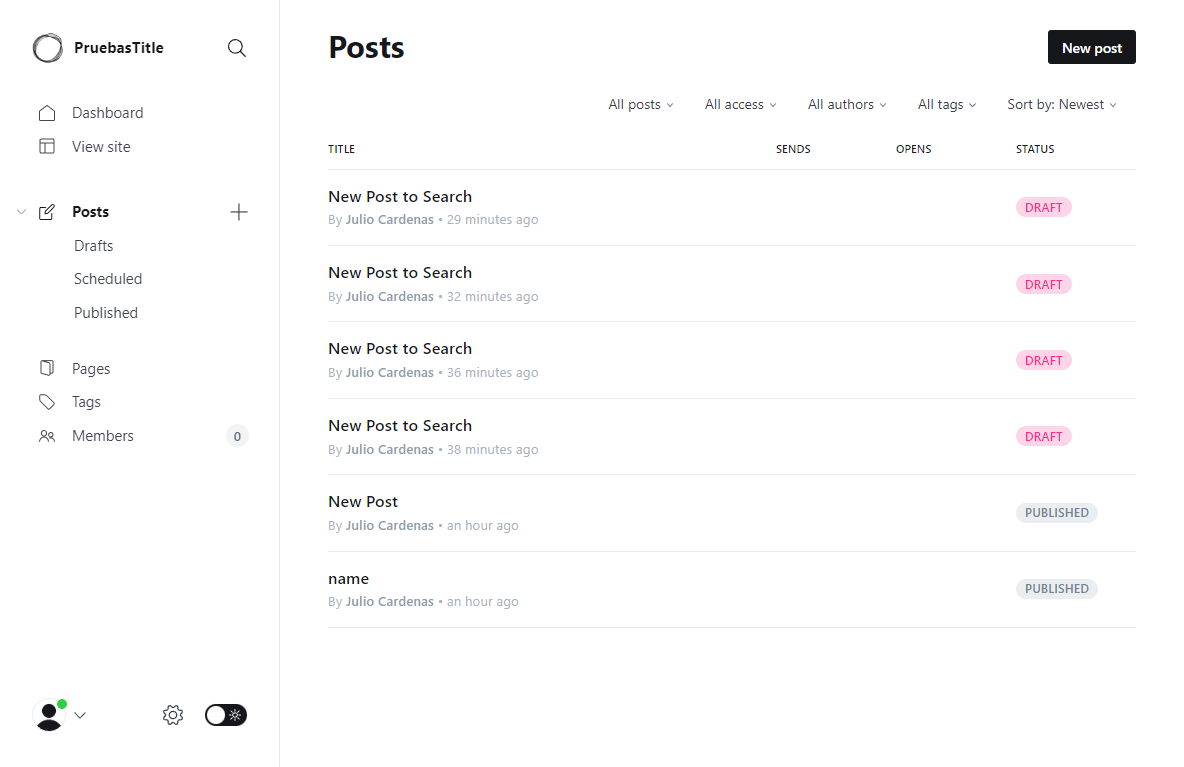 PruebasTitle
Dashboard
View site
Posts
Drafts
Scheduled
Published
Pages
Tags
Members 0
Posts
New post
All posts All access All authors All tags Sort by: Newest
TITLE SENDS OPENS STATUS
New Post to Search
By Julio Cardenas • 29 minutes ago
DRAFT
New Post to Search
By Julio Cardenas • 32 minutes ago
DRAFT
New Post to Search
By Julio Cardenas • 36 minutes ago
DRAFT
New Post to Search
By Julio Cardenas • 38 minutes ago
DRAFT
New Post
By Julio Cardenas • an hour ago
PUBLISHED
name
By Julio Cardenas • an hour ago
PUBLISHED